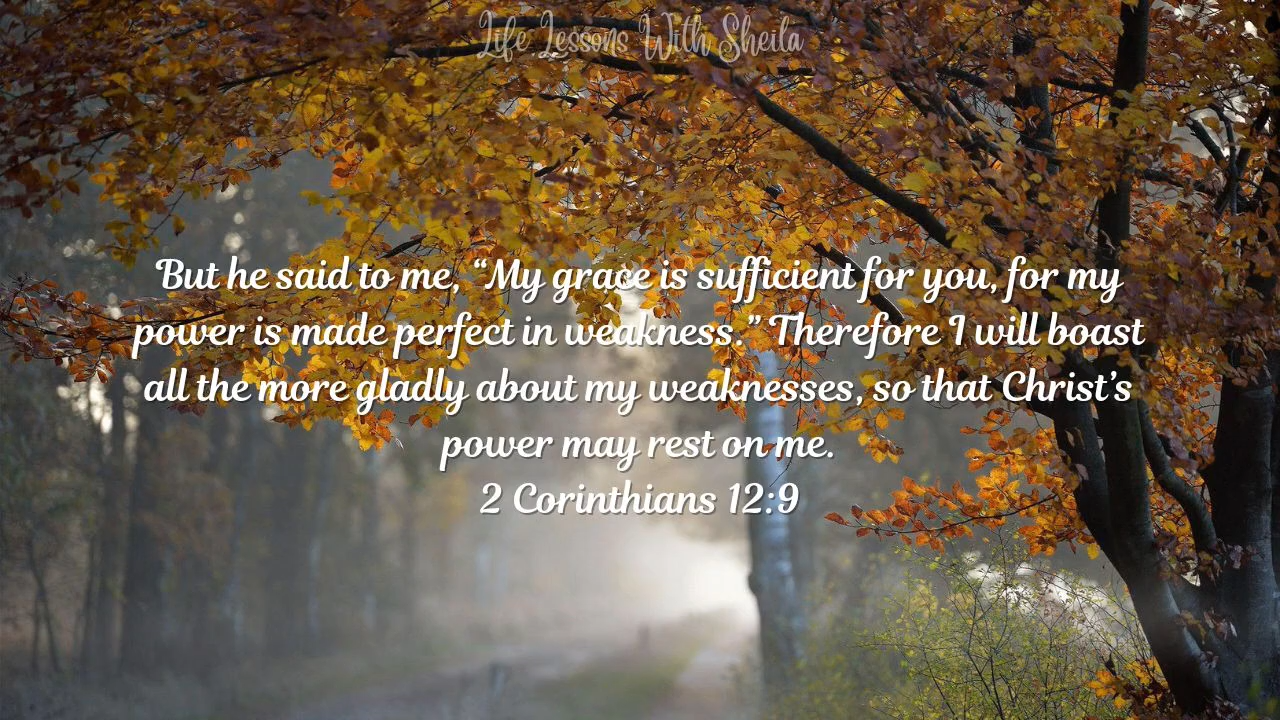 Life Lessons With Sheila
But he said to me, “My grace is sufficient for you, for my
power is made perfect in weakness.” Therefore I will boast
all the more gladly about my weaknesses, so that Christ’s
power may rest on me.
2 Corinthians 12:9